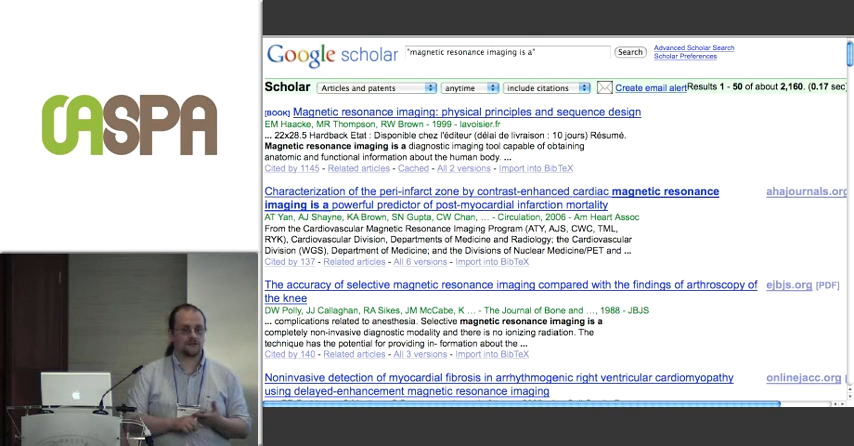 OASPA
Google scholar
"magnetic resonance imaging is a"
Search
Advanced Scholar Search
Scholar Preferences
Scholar
Articles and patents
anytime
include citations
Create email alert
Results 1 - 50 of about 2,160. (0.17 sec)
[BOOK] Magnetic resonance imaging: physical principles and sequence design
EM Haacke, MR Thompson, RW Brown - 1999 - lavoisier.fr
... 22x28.5 Hardback Etat : Disponible chez l'éditeur (délai de livraison : 10 jours) Résumé.
Magnetic resonance imaging is a diagnostic imaging tool capable of obtaining
anatomic and functional information about the human body. ...
Cited by 1145 - Related articles - Cached - All 2 versions - Import into BibTeX
Characterization of the peri-infarct zone by contrast-enhanced cardiac magnetic resonance
imaging is a powerful predictor of post-myocardial infarction mortality
ahajournals.org
AT Yan, AJ Shayne, KA Brown, SN Gupta, CW Chan, ... - Circulation, 2006 - Am Heart Assoc
From the Cardiovascular Magnetic Resonance Imaging Program (ATY, AJS, CWC, TML,
RYK), Cardiovascular Division, Departments of Medicine and Radiology; the Cardiovascular
Division (WGS), Department of Medicine; and the Divisions of Nuclear Medicine/PET and ...
Cited by 137 - Related articles - All 6 versions - Import into BibTeX
The accuracy of selective magnetic resonance imaging compared with the findings of arthroscopy of
the knee
ejbjs.org [PDF]
DW Polly, JJ Callaghan, RA Sikes, JM McCabe, K ... - The Journal of Bone and ..., 1988 - JBJS
... complications related to anesthesia. Selective magnetic resonance imaging is a
completely non-invasive diagnostic modality and there is no ionizing radiation. The
technique has the potential for providing in- formation about the ...
Cited by 140 - Related articles - All 3 versions - Import into BibTeX
Noninvasive detection of myocardial fibrosis in arrhythmogenic right ventricular cardiomyopathy
using delayed-enhancement magnetic resonance imaging
onlinejacc.org